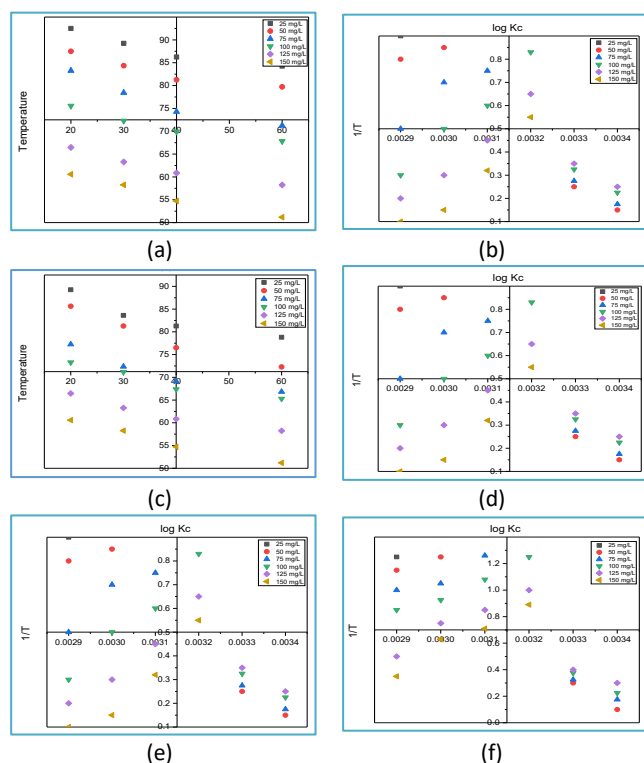 25 mg/L
50 mg/L
75 mg/L
100 mg/L
125 mg/L
150 mg/L
90
85
80
75
70
65
60
55
50
20
30
40
50
60
Temperature
(a)
log Kc
25 mg/L
50 mg/L
75 mg/L
100 mg/L
125 mg/L
150 mg/L
0.8
0.7
0.6
0.5
0.4
0.3
0.2
0.1
0.0029
0.0030
0.0031
0.0032
0.0033
0.0034
1/T
(b)
25 mg/L
50 mg/L
75 mg/L
100 mg/L
125 mg/L
150 mg/L
90
85
80
75
70
65
60
55
50
20
30
40
50
60
Temperature
(c)
log Kc
25 mg/L
50 mg/L
75 mg/L
100 mg/L
125 mg/L
150 mg/L
0.8
0.7
0.6
0.5
0.4
0.3
0.2
0.1
0.0029
0.0030
0.0031
0.0032
0.0033
0.0034
1/T
(d)
log Kc
25 mg/L
50 mg/L
75 mg/L
100 mg/L
125 mg/L
150 mg/L
0.8
0.7
0.6
0.5
0.4
0.3
0.2
0.1
0.0029
0.0030
0.0031
0.0032
0.0033
0.0034
1/T
(e)
log Kc
25 mg/L
50 mg/L
75 mg/L
100 mg/L
125 mg/L
150 mg/L
1.2
1.0
0.8
0.6
0.4
0.2
0.0
0.0029
0.0030
0.0031
0.0032
0.0033
0.0034
1/T
(f)